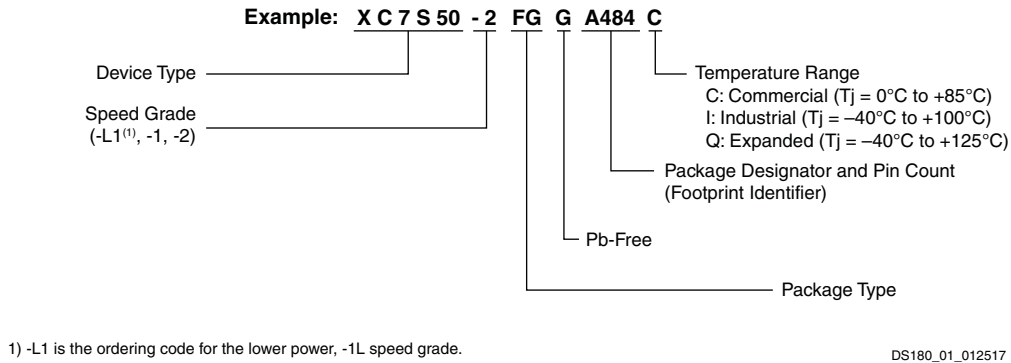 Example: X C 7 S 50 - 2 FG G A484 C
Device Type
Speed Grade
(-L1(1), -1, -2)
Temperature Range
C: Commercial (Tj = 0°C to +85°C)
I: Industrial (Tj = –40°C to +100°C)
Q: Expanded (Tj = –40°C to +125°C)
Package Designator and Pin Count
(Footprint Identifier)
Pb-Free
Package Type
1) -L1 is the ordering code for the lower power, -1L speed grade.
DS180_01_012517